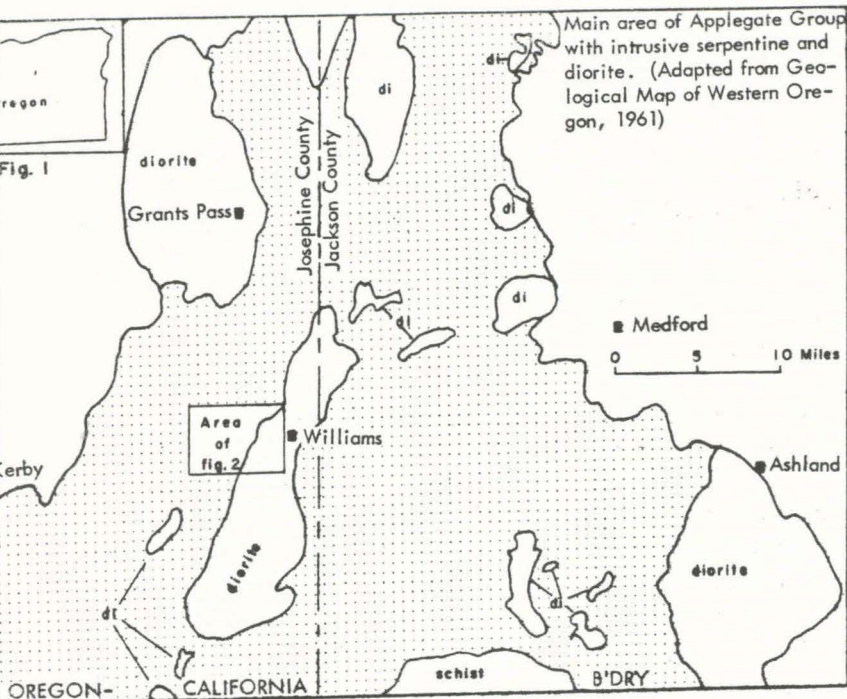 Main area of Applegate Group
with intrusive serpentine and
diorite. (Adapted from Geo-
logical Map of Western Ore-
gon, 1961)
regon
Fig. 1
diorite
Grants Pass
Josephine County
Jackson County
di
di
di
di
di
Medford
0 5 10 Miles
Area
of
fig. 2
Williams
erby
Ashland
diorite
di
di
diorite
schist
OREGON-
CALIFORNIA
B'DRY